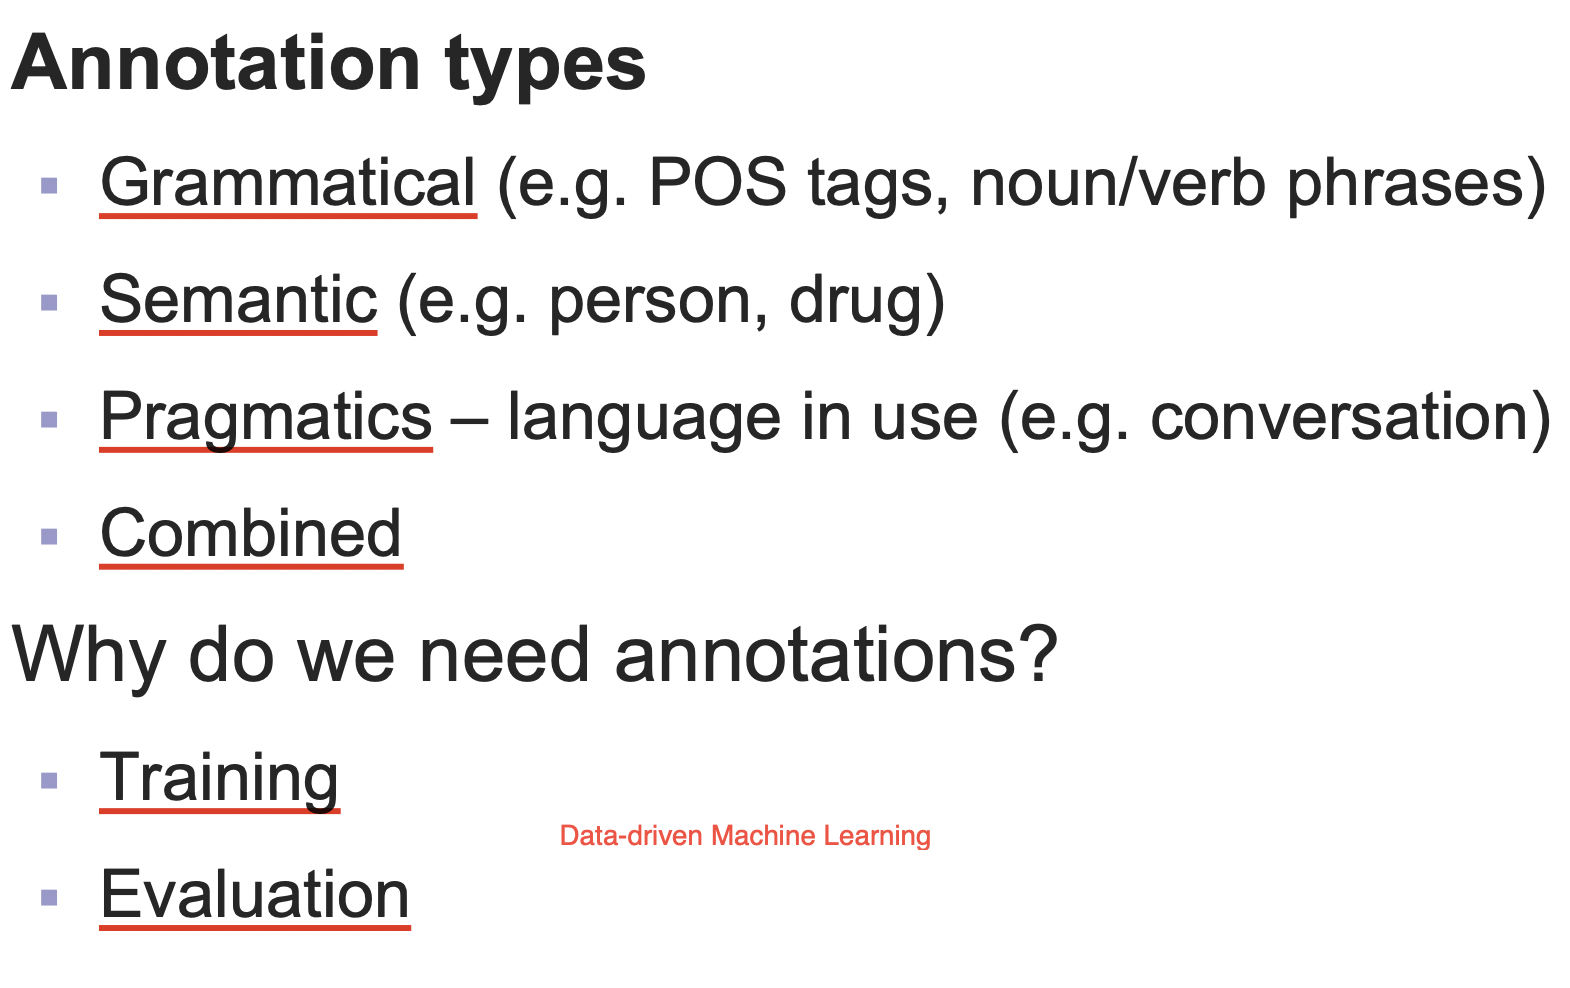 Annotation types
▪ Grammatical (e.g. POS tags, noun/verb phrases)
▪ Semantic (e.g. person, drug)
▪ Pragmatics – language in use (e.g. conversation)
▪ Combined
Why do we need annotations?
▪ Training
Data-driven Machine Learning
▪ Evaluation